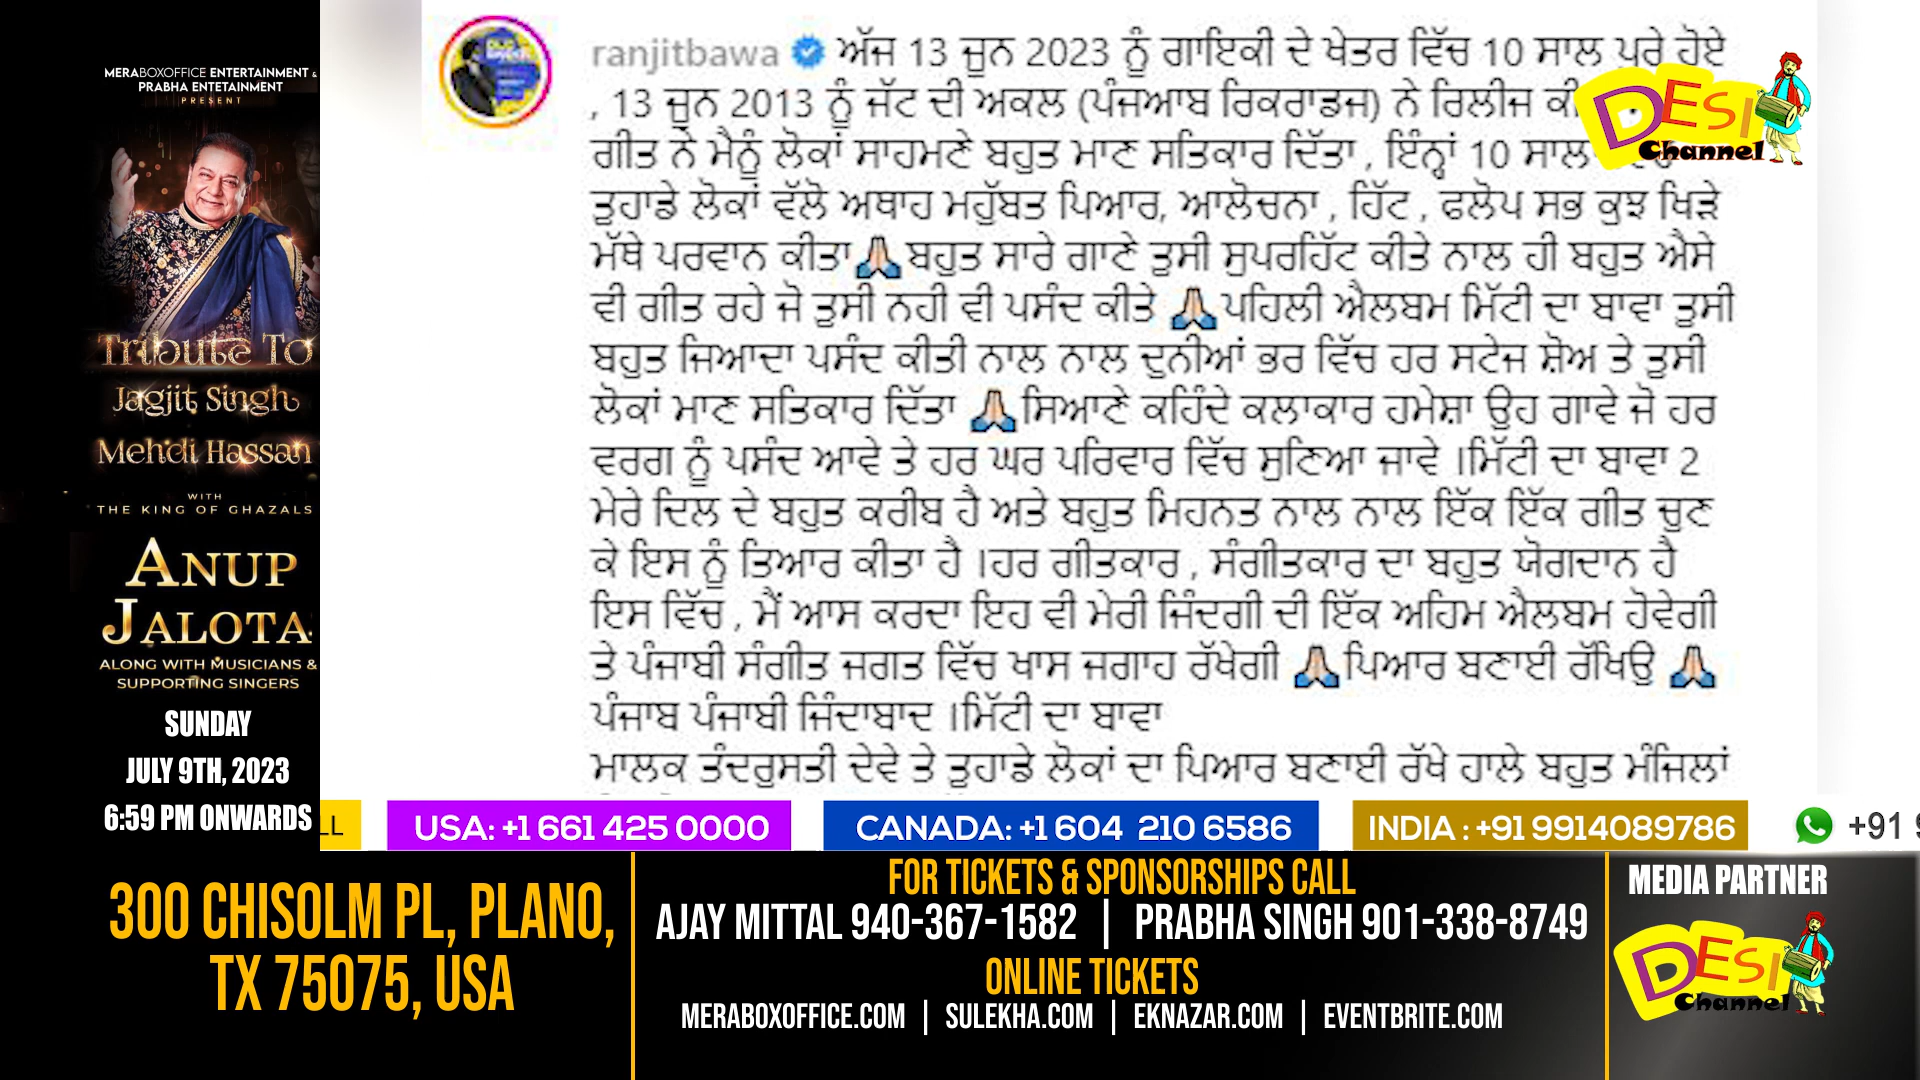 MERABOXOFFICE ENTERTAINMENT &
PRABHA ENTETAINMENT
PRESENT
Tribute To
Jagjit Singh
Mehdi Hassan
WITH
THE KING OF GHAZALS
ANUP
JALOTA
ALONG WITH MUSICIANS &
SUPPORTING SINGERS
SUNDAY
JULY 9TH, 2023
6:59 PM ONWARDS
ranjitbawa ਅੱਜ 13 ਜੂਨ 2023 ਨੂੰ ਗਾਇਕੀ ਦੇ ਖੇਤਰ ਵਿੱਚ 10 ਸਾਲ ਪੂਰੇ ਹੋਏ
, 13 ਜੂਨ 2013 ਨੂੰ ਜੱਟ ਦੀ ਅਕਲ (ਪੰਜਆਬ ਰਿਕਰਾਡਜ) ਨੇ ਰਿਲੀਜ
ਗੀਤ ਨੇ ਮੈਨੂੰ ਲੋਕਾਂ ਸਾਹਮਣੇ ਬਹੁਤ ਮਾਣ ਸਤਿਕਾਰ ਦਿੱਤਾ , ਇੰਨ੍ਹਾਂ 10 ਸਾਲ
ਤੁਹਾਡੇ ਲੋਕਾਂ ਵੱਲੋ ਅਥਾਹ ਮਹੁੱਬਤ ਪਿਆਰ, ਆਲੋਚਨਾ , ਹਿੱਟ , ਫਲੋਪ ਸਭ ਕੁਝ ਖਿੜੇ
ਮੱਥੇ ਪਰਵਾਨ ਕੀਤਾ🙏🏻ਬਹੁਤ ਸਾਰੇ ਗਾਣੇ ਤੁਸੀ ਸੁਪਰਹਿੱਟ ਕੀਤੇ ਨਾਲ ਹੀ ਬਹੁਤ ਐਸੇ
ਵੀ ਗੀਤ ਰਹੇ ਜੋ ਤੁਸੀ ਨਹੀ ਵੀ ਪਸੰਦ ਕੀਤੇ 🙏🏻ਪਹਿਲੀ ਐਲਬਮ ਮਿੱਟੀ ਦਾ ਬਾਵਾ ਤੁਸੀ
ਬਹੁਤ ਜਿਆਦਾ ਪਸੰਦ ਕੀਤੀ ਨਾਲ ਨਾਲ ਦੁਨੀਆਂ ਭਰ ਵਿੱਚ ਹਰ ਸਟੇਜ ਸ਼ੋਅ ਤੇ ਤੁਸੀ
ਲੋਕਾਂ ਮਾਣ ਸਤਿਕਾਰ ਦਿੱਤਾ 🙏🏻ਸਿਆਣੇ ਕਹਿੰਦੇ ਕਲਾਕਾਰ ਹਮੇਸ਼ਾ ਉਹ ਗਾਵੇ ਜੋ ਹਰ
ਵਰਗ ਨੂੰ ਪਸੰਦ ਆਵੇ ਤੇ ਹਰ ਘਰ ਪਰਿਵਾਰ ਵਿੱਚ ਸੁਣਿਆ ਜਾਵੇ ।ਮਿੱਟੀ ਦਾ ਬਾਵਾ 2
ਮੇਰੇ ਦਿਲ ਦੇ ਬਹੁਤ ਕਰੀਬ ਹੈ ਅਤੇ ਬਹੁਤ ਮਿਹਨਤ ਨਾਲ ਨਾਲ ਇੱਕ ਇੱਕ ਗੀਤ ਚੁਣ
ਕੇ ਇਸ ਨੂੰ ਤਿਆਰ ਕੀਤਾ ਹੈ ।ਹਰ ਗੀਤਕਾਰ , ਸੰਗੀਤਕਾਰ ਦਾ ਬਹੁਤ ਯੋਗਦਾਨ ਹੈ
ਇਸ ਵਿੱਚ , ਮੈਂ ਆਸ ਕਰਦਾ ਇਹ ਵੀ ਮੇਰੀ ਜਿੰਦਗੀ ਦੀ ਇੱਕ ਅਹਿਮ ਐਲਬਮ ਹੋਵੇਗੀ
ਤੇ ਪੰਜਾਬੀ ਸੰਗੀਤ ਜਗਤ ਵਿੱਚ ਖਾਸ ਜਗਾਹ ਰੱਖੇਗੀ 🙏🏻ਪਿਆਰ ਬਣਾਈ ਰੱਖਿਉ 🙏🏻
ਪੰਜਾਬ ਪੰਜਾਬੀ ਜਿੰਦਾਬਾਦ ।ਮਿੱਟੀ ਦਾ ਬਾਵਾ
ਮਾਲਕ ਤੰਦਰੁਸਤੀ ਦੇਵੇ ਤੇ ਤੁਹਾਡੇ ਲੋਕਾਂ ਦਾ ਪਿਆਰ ਬਣਾਈ ਰੱਖੇ ਹਾਲੇ ਬਹੁਤ ਮੰਜਿਲਾਂ
DESI
Channel
LL USA: +1 661 425 0000 CANADA: +1 604 210 6586 INDIA : +91 9914089786 +91 9
300 CHISOLM PL, PLANO,
TX 75075, USA
FOR TICKETS & SPONSORSHIPS CALL
AJAY MITTAL 940-367-1582 | PRABHA SINGH 901-338-8749
ONLINE TICKETS
MERABOXOFFICE.COM | SULEKHA.COM | EKNAZAR.COM | EVENTBRITE.COM
MEDIA PARTNER
DESI
Channel